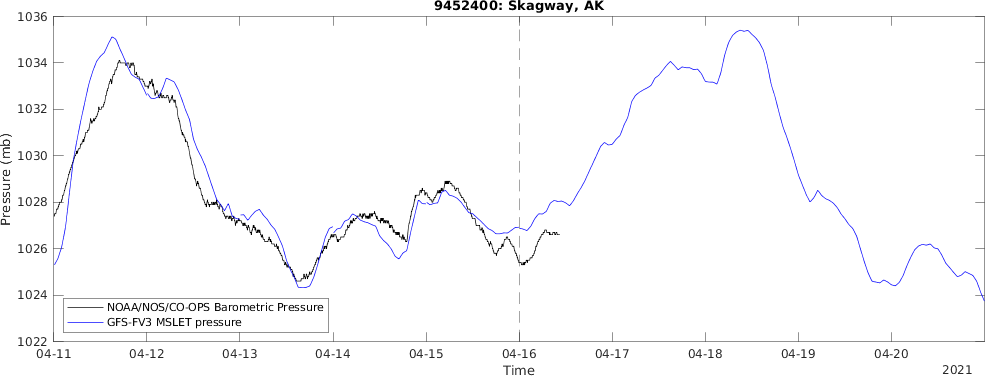 9452400: Skagway, AK
1036
1034
1032
1030
1028
1026
1024
1022
Pressure (mb)
NOAA/NOS/CO-OPS Barometric Pressure
GFS-FV3 MSLET pressure
04-11 04-12 04-13 04-14 04-15 04-16 04-17 04-18 04-19 04-20
Time
2021